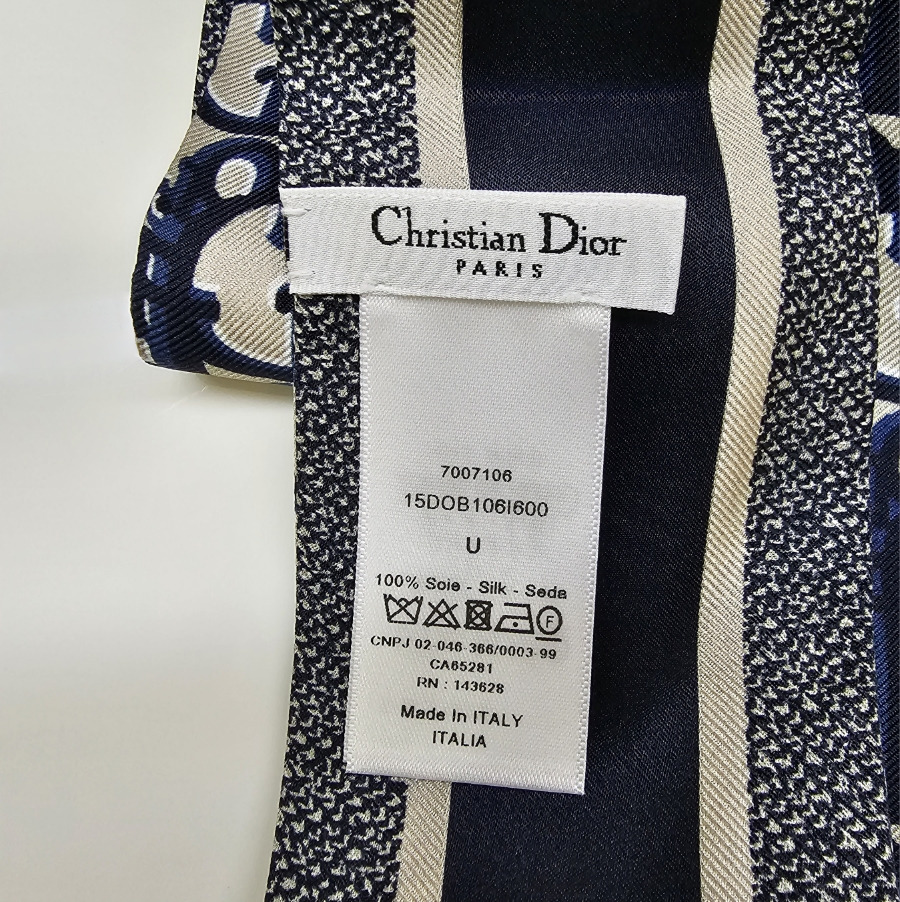 Christian Dior
PARIS
7007106
15DOB106I600
U
100% Soie - Silk - Seda
F
CNPJ 02-046-366/0003-99
CA65281
RN : 143628
Made In ITALY
ITALIA